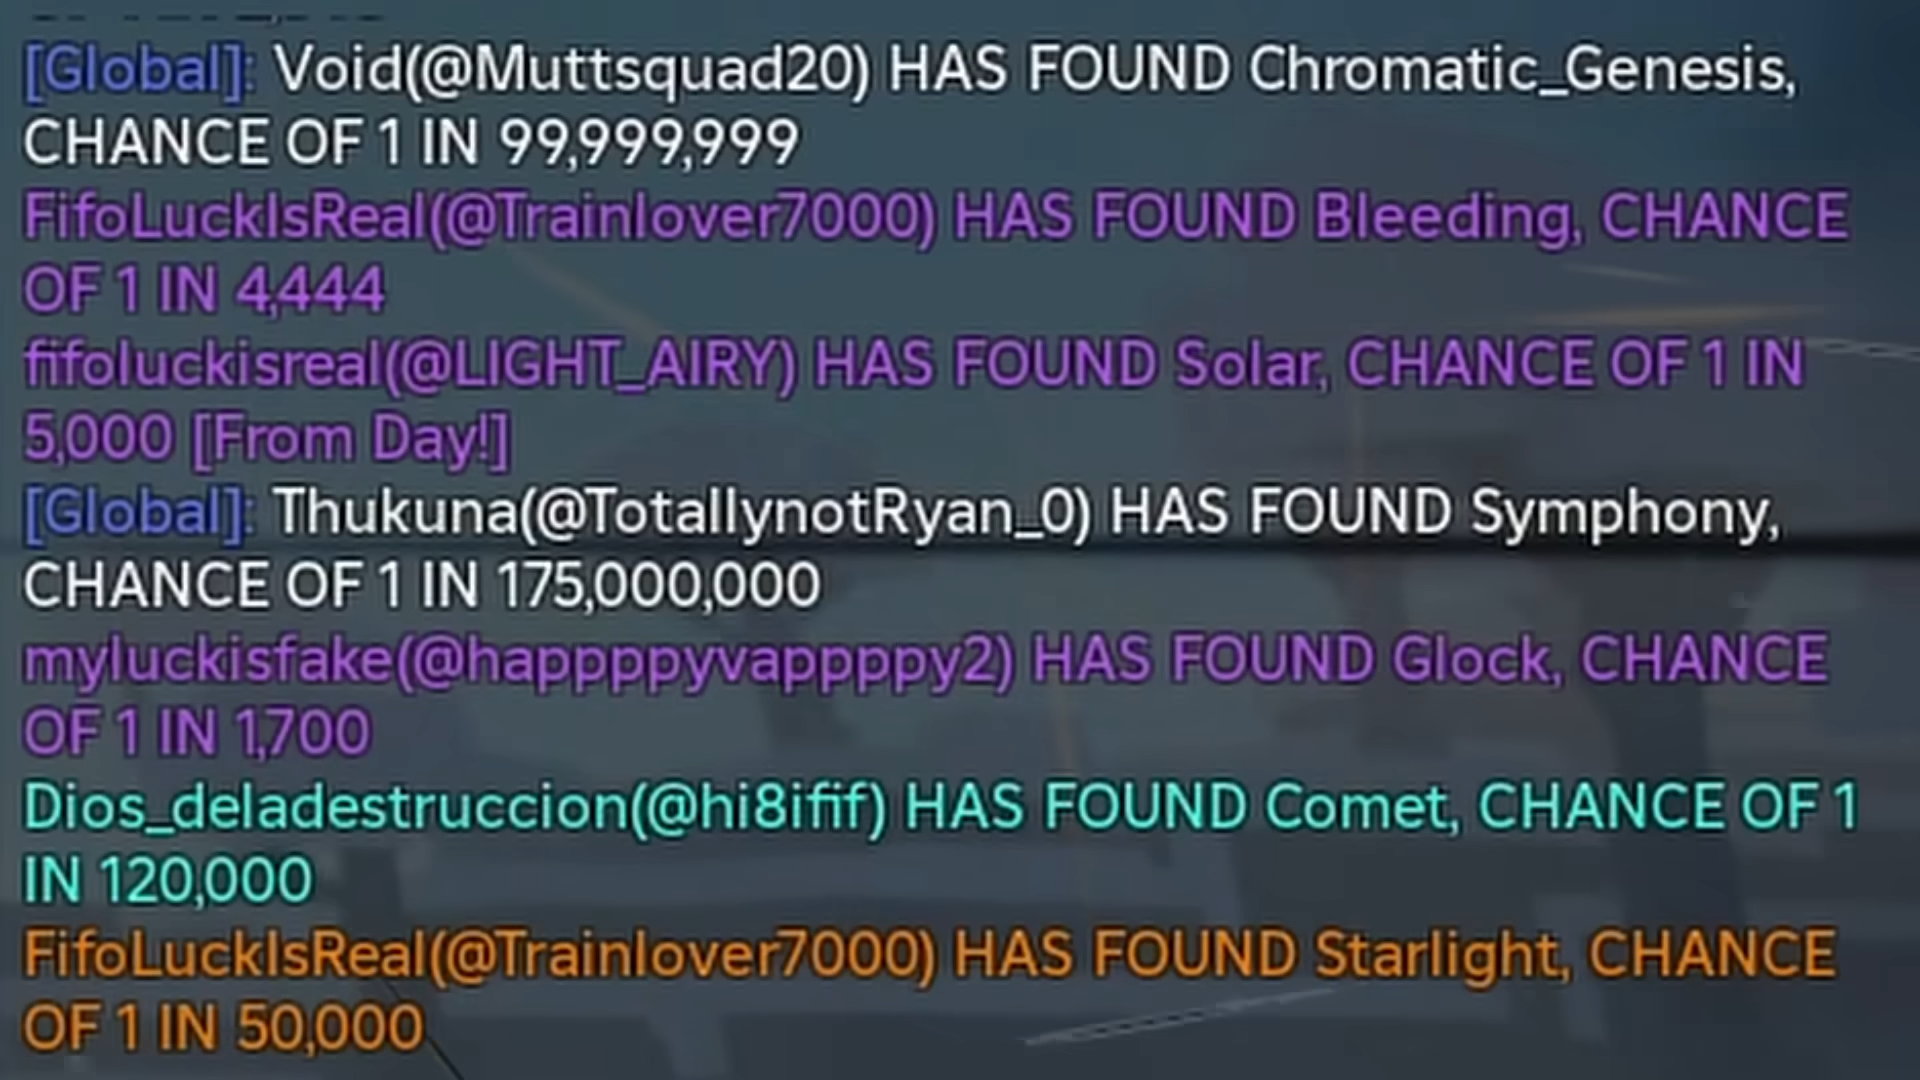 [Global]: Void(@Muttsquad20) HAS FOUND Chromatic_Genesis,
CHANCE OF 1 IN 99,999,999
FifoLuckIsReal(@Trainlover7000) HAS FOUND Bleeding, CHANCE
OF 1 IN 4,444
fifoluckisreal(@LIGHT_AIRY) HAS FOUND Solar, CHANCE OF 1 IN
5,000 [From Day!]
[Global]: Thukuna(@TotallynotRyan_0) HAS FOUND Symphony,
CHANCE OF 1 IN 175,000,000
myluckisfake(@happpppyvappppy2) HAS FOUND Glock, CHANCE
OF 1 IN 1,700
Dios_deladestruccion(@hi8ifif) HAS FOUND Comet, CHANCE OF 1
IN 120,000
FifoLuckIsReal(@Trainlover7000) HAS FOUND Starlight, CHANCE
OF 1 IN 50,000